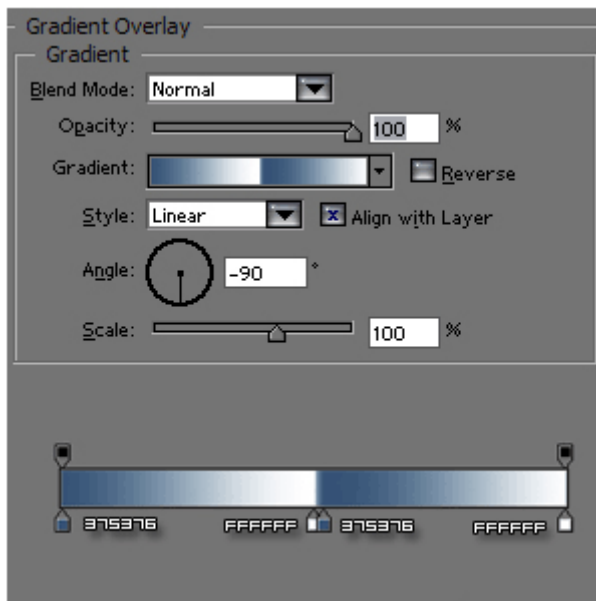 Gradient Overlay
Gradient
Blend Mode: Normal
Opacity: 100 %
Gradient: Reverse
Style: Linear Align with Layer
Angle: -90 °
Scale: 100 %
375376 FFFFFF 375376 FFFFFF